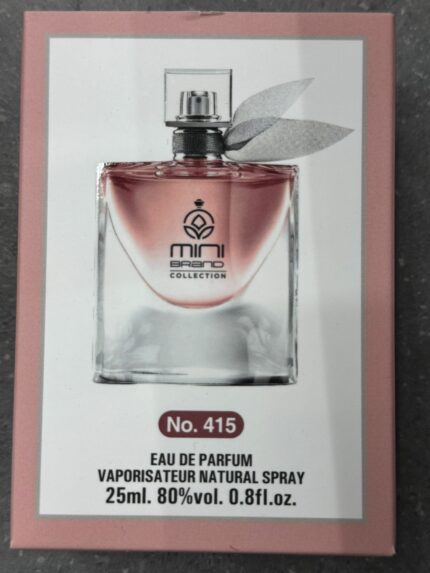 mini
BRAND
COLLECTION
No. 415
EAU DE PARFUM
VAPORISATEUR NATURAL SPRAY
25ml. 80%vol. 0.8fl.oz.